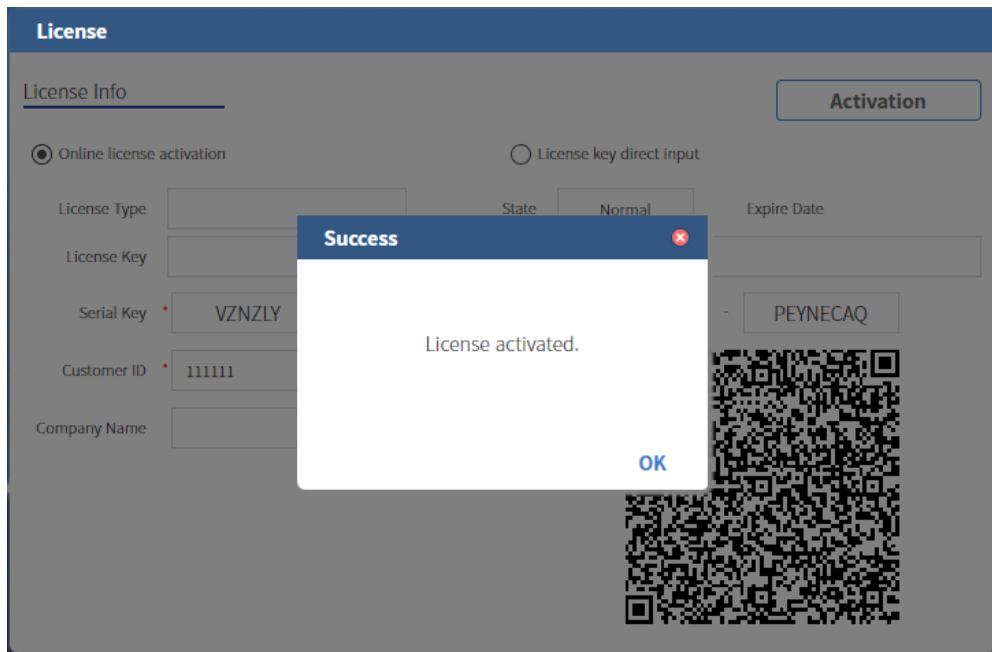 License
License Info
Activation
Online license activation
License key direct input
License Type
State
Normal
Expire Date
License Key
Success
Serial Key * VZNZLY
- PEYNECAQ
License activated.
Customer ID * 111111
Company Name
OK